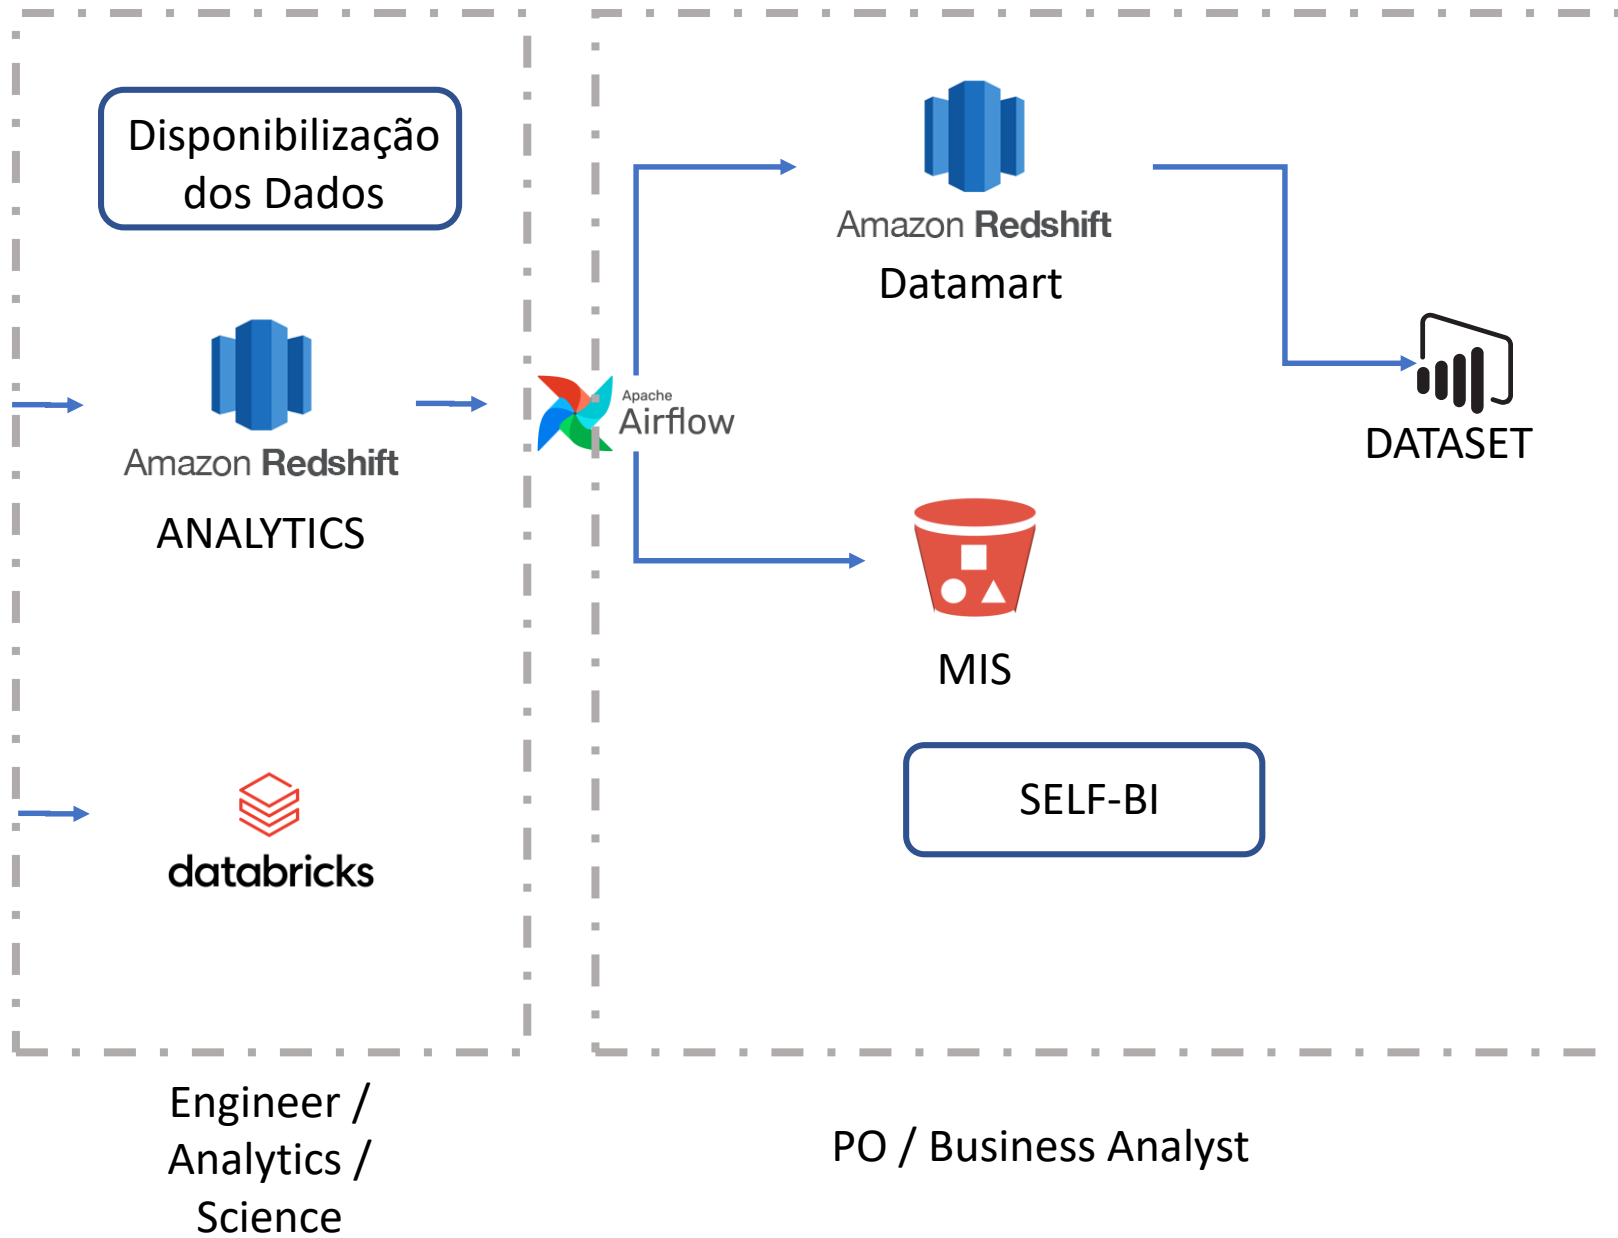 Disponibilização
dos Dados
Amazon Redshift
ANALYTICS
databricks
Engineer /
Analytics /
Science
Apache
Airflow
Amazon Redshift
Datamart
DATASET
MIS
SELF-BI
PO / Business Analyst